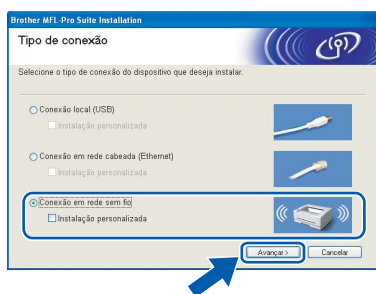 Brother MFL-Pro Suite Installation
Tipo de conexão
Selecione o tipo de conexão do dispositivo que deseja instalar.
Conexão local (USB)
Instalação personalizada
Conexão em rede cabeada (Ethernet)
Instalação personalizada
Conexão em rede sem fio
Instalação personalizada
Avançar >
Cancelar